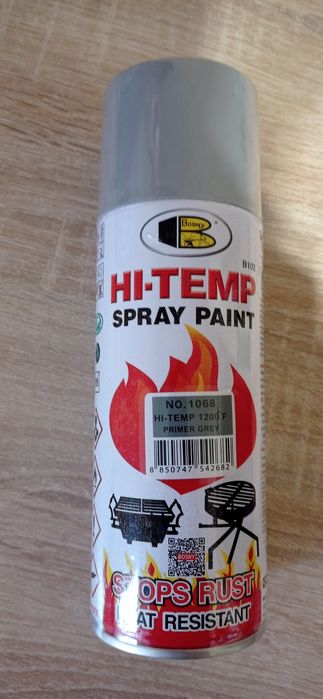 BOSNY
B
B102
HI-TEMP
SPRAY PAINT
NO.1068
HI-TEMP 1200 F
PRIMER GREY
8 850747 542682
BOSNY
STOPS RUST
HEAT RESISTANT